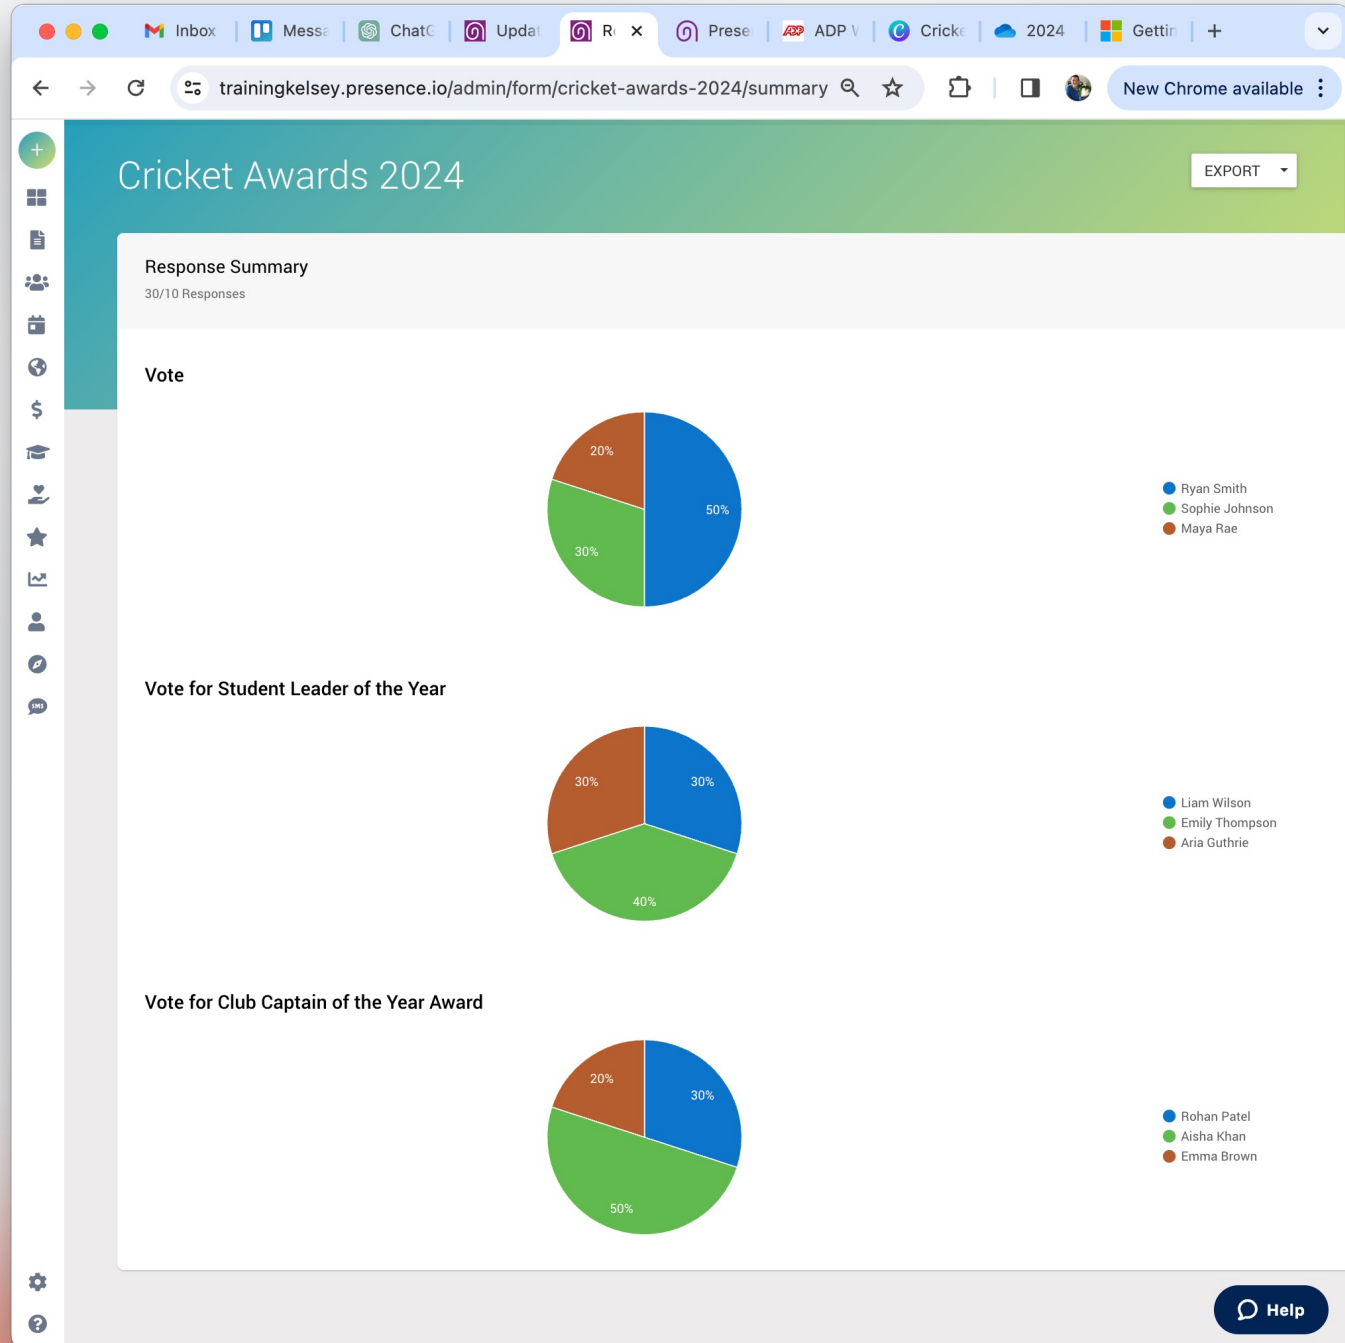 Inbox
Messa
ChatG
Updat
R
Prese
ADP
ADP
Cricke
2024
Gettin
trainingkelsey.presence.io/admin/form/cricket-awards-2024/summary
New Chrome available
Cricket Awards 2024
EXPORT
Response Summary
30/10 Responses
Vote
20%
50%
30%
Ryan Smith
Sophie Johnson
Maya Rae
Vote for Student Leader of the Year
30%
30%
40%
Liam Wilson
Emily Thompson
Aria Guthrie
Vote for Club Captain of the Year Award
20%
30%
50%
Rohan Patel
Aisha Khan
Emma Brown
SMS
Help